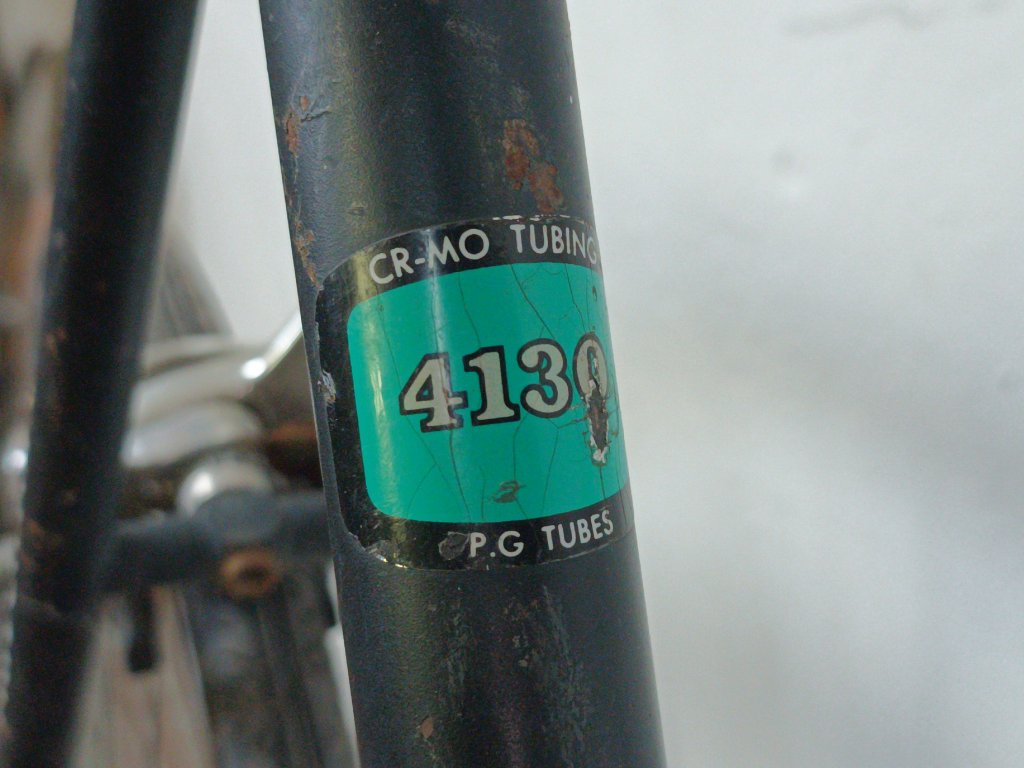 CR-MO TUBING
4130
P.G TUBES